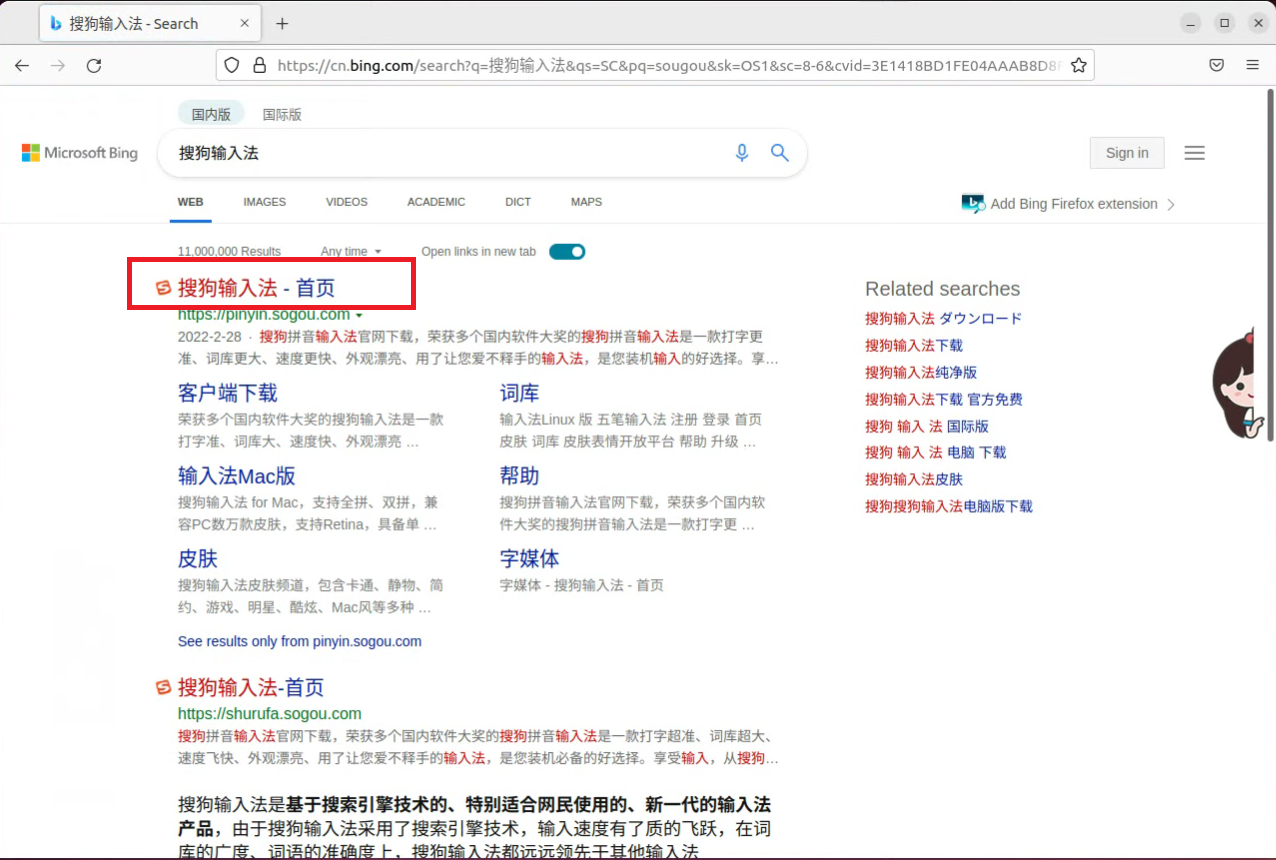 搜狗输入法 - Search
https://cn.bing.com/search?q=搜狗输入法&qs=SC&pq=sougou&sk=OS1&sc=8-6&cvid=3E1418BD1FE04AAAB8D8F
国内版 国际版
Microsoft Bing
搜狗输入法
Sign in
WEB IMAGES VIDEOS ACADEMIC DICT MAPS
Add Bing Firefox extension
11,000,000 Results Any time Open links in new tab
搜狗输入法 - 首页
https://pinyin.sogou.com
2022-2-28 · 搜狗拼音输入法官网下载，荣获多个国内软件大奖的搜狗拼音输入法是一款打字更
准、词库更大、速度更快、外观漂亮、用了让您爱不释手的输入法，是您装机输入的好选择。享…
客户端下载
荣获多个国内软件大奖的搜狗输入法是一款
打字准、词库大、速度快、外观漂亮 …
词库
输入法Linux 版 五笔输入法 注册 登录 首页
皮肤 词库 皮肤表情开放平台 帮助 升级 …
输入法Mac版
搜狗输入法 for Mac，支持全拼、双拼，兼
容PC数万款皮肤，支持Retina，具备单 …
帮助
搜狗拼音输入法官网下载，荣获多个国内软
件大奖的搜狗拼音输入法是一款打字更 …
皮肤
搜狗输入法皮肤频道，包含卡通、静物、简
约、游戏、明星、酷炫、Mac风等多种 …
字媒体
字媒体 - 搜狗输入法 - 首页
See results only from pinyin.sogou.com
搜狗输入法-首页
https://shurufa.sogou.com
搜狗拼音输入法官网下载，荣获多个国内软件大奖的搜狗拼音输入法是一款打字超准、词库超大、
速度飞快、外观漂亮、用了让您爱不释手的输入法，是您装机必备的好选择。享受输入，从搜狗…
搜狗输入法是基于搜索引擎技术的、特别适合网民使用的、新一代的输入法
产品，由于搜狗输入法采用了搜索引擎技术，输入速度有了质的飞跃，在词
库的广度、词语的准确度上，搜狗输入法都远远领先于其他输入法
Related searches
搜狗输入法 ダウンロード
搜狗输入法下载
搜狗输入法纯净版
搜狗输入法下载 官方免费
搜狗 输入 法 国际版
搜狗 输入 法 电脑 下载
搜狗输入法皮肤
搜狗搜狗输入法电脑版下载